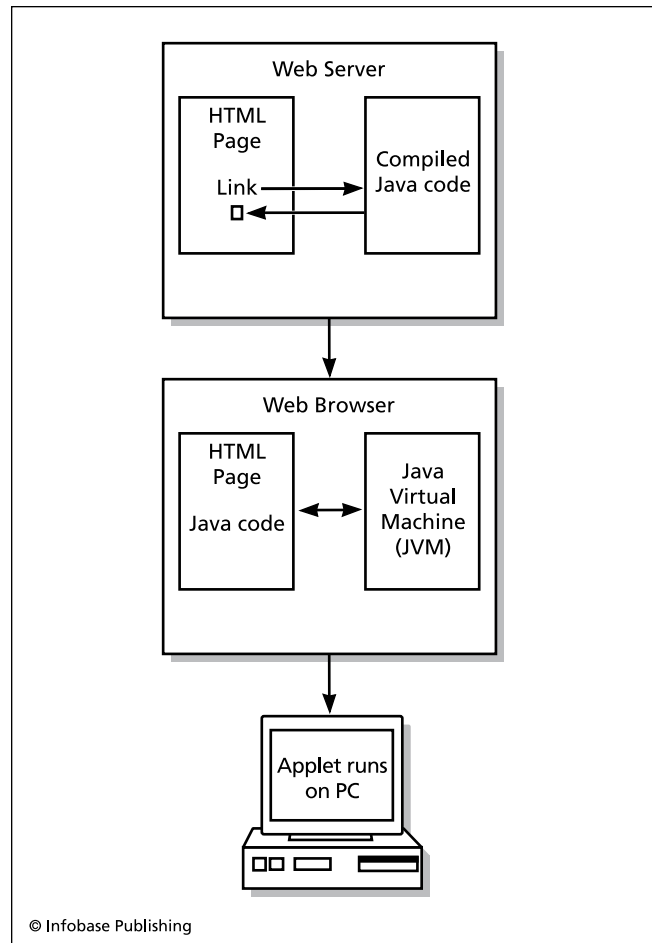 Web Server
HTML
Page
Link
Compiled
Java code
Web Browser
HTML
Page
Java code
Java
Virtual
Machine
(JVM)
Applet runs
on PC
© Infobase Publishing